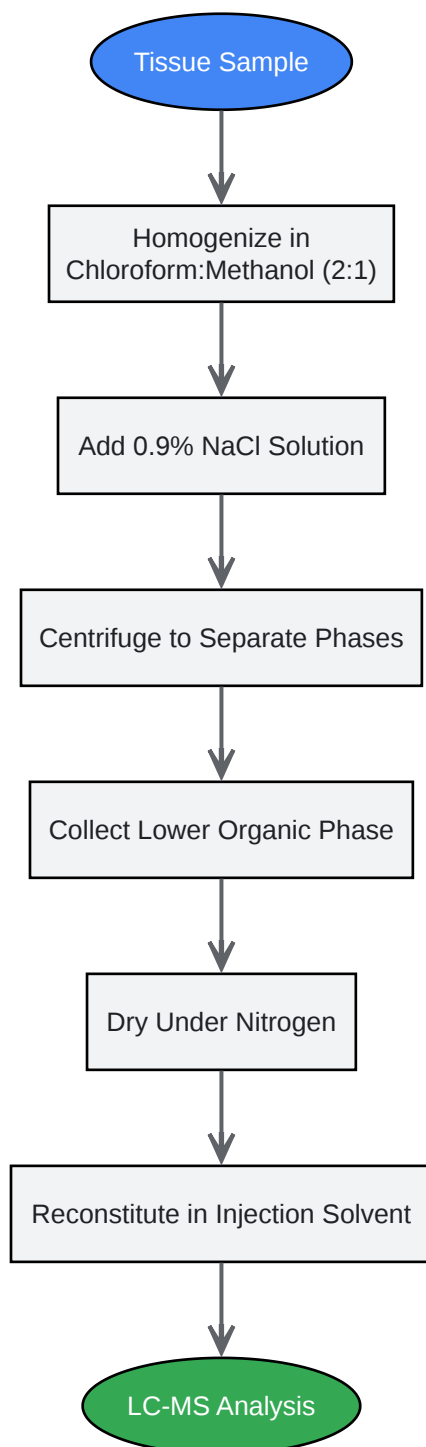 Tissue Sample
Homogenize in
Chloroform:Methanol (2:1)
Add 0.9% NaCl Solution
Centrifuge to Separate Phases
Collect Lower Organic Phase
Dry Under Nitrogen
Reconstitute in Injection Solvent
LC-MS Analysis